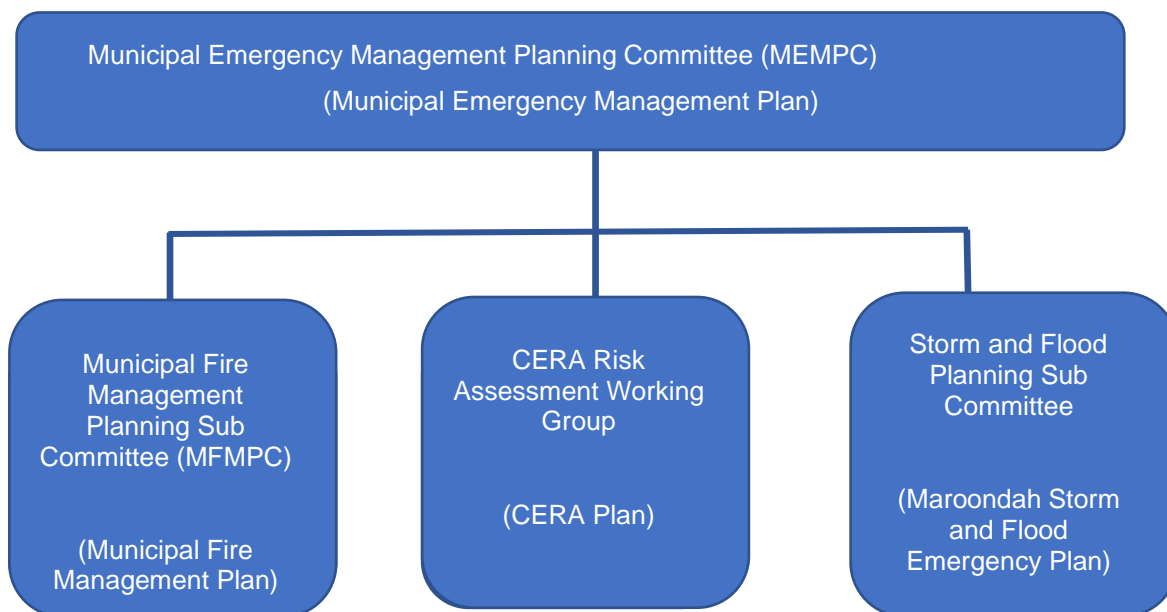 Municipal Emergency Management Planning Committee (MEMPC)
(Municipal Emergency Management Plan)
Municipal Fire
Management
Planning Sub
Committee (MFMPC)
(Municipal Fire
Management Plan)
CERA Risk
Assessment Working
Group
(CERA Plan)
Storm and Flood
Planning Sub
Committee
(Maroondah Storm
and Flood
Emergency Plan)